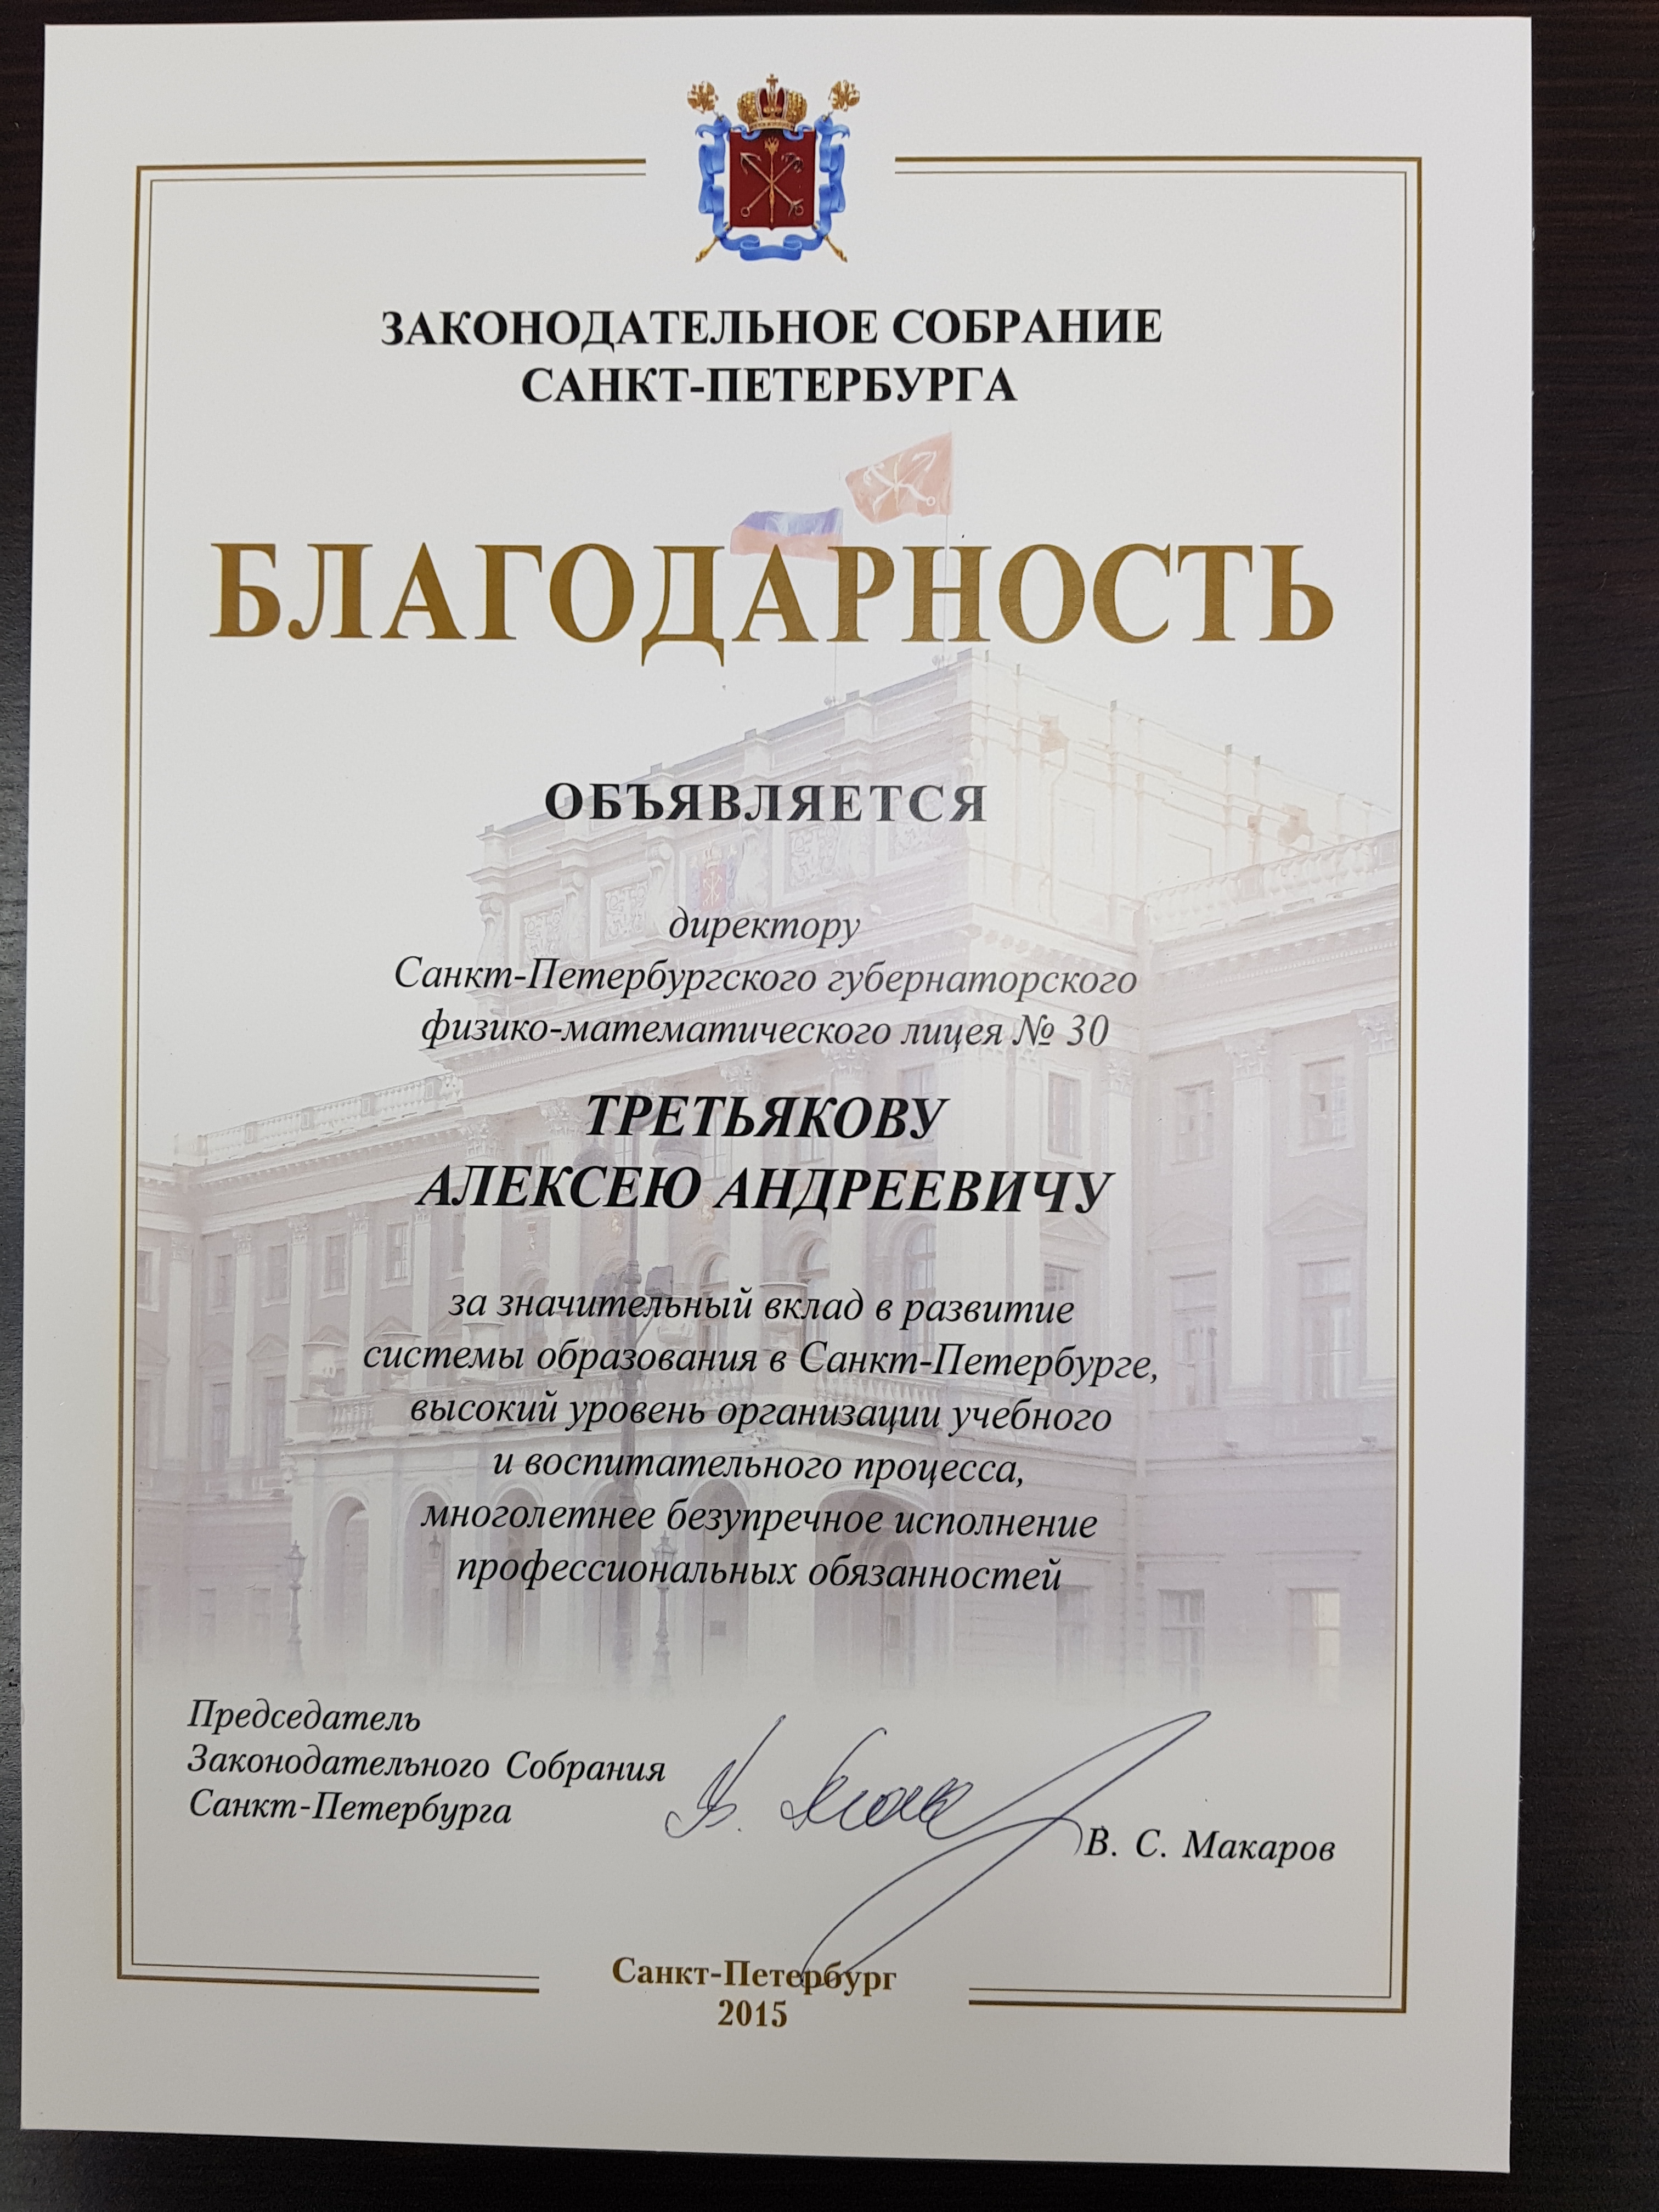 ЗАКОНОДАТЕЛЬНОЕ СОБРАНИЕ
САНКТ-ПЕТЕРБУРГА
БЛАГОДАРНОСТЬ
ОБЪЯВЛЯЕТСЯ
директору
Санкт-Петербургского губернаторского
физико-математического лицея № 30
ТРЕТЬЯКОВУ
АЛЕКСЕЮ АНДРЕЕВИЧУ
за значительный вклад в развитие
системы образования в Санкт-Петербурге,
высокий уровень организации учебного
и воспитательного процесса,
многолетнее безупречное исполнение
профессиональных обязанностей
Председатель
Законодательного Собрания
Санкт-Петербурга
В. С. Макаров
Санкт-Петербург
2015